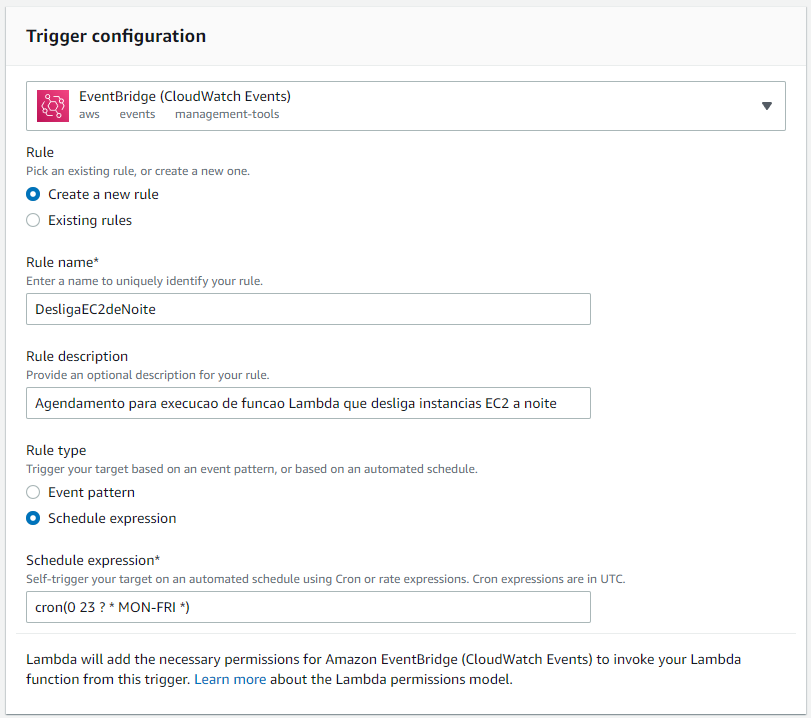 Trigger configuration
EventBridge (CloudWatch Events)
aws events management-tools
Rule
Pick an existing rule, or create a new one.
Create a new rule
Existing rules
Rule name*
Enter a name to uniquely identify your rule.
DesligaEC2deNoite
Rule description
Provide an optional description for your rule.
Agendamento para execucao de funcao Lambda que desliga instancias EC2 a noite
Rule type
Trigger your target based on an event pattern, or based on an automated schedule.
Event pattern
Schedule expression
Schedule expression*
Self-trigger your target on an automated schedule using Cron or rate expressions. Cron expressions are in UTC.
cron(0 23 ? * MON-FRI *)
Lambda will add the necessary permissions for Amazon EventBridge (CloudWatch Events) to invoke your Lambda
function from this trigger. Learn more about the Lambda permissions model.